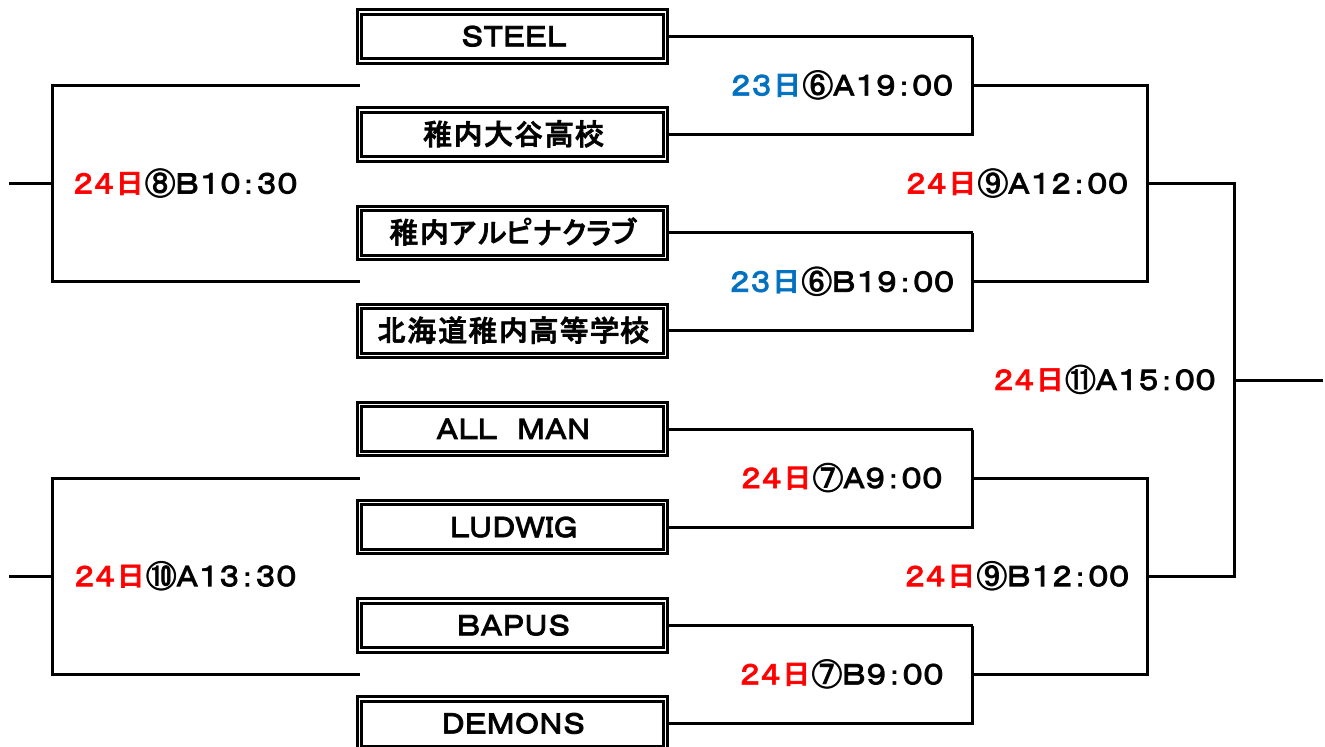 STEEL
23日⑥A19:00
稚内大谷高校
24日⑧B10:30
24日⑨A12:00
稚内アルピナクラブ
23日⑥B19:00
北海道稚内高等学校
24日⑪A15:00
ALL MAN
24日⑦A9:00
LUDWIG
24日⑩A13:30
24日⑨B12:00
BAPUS
24日⑦B9:00
DEMONS